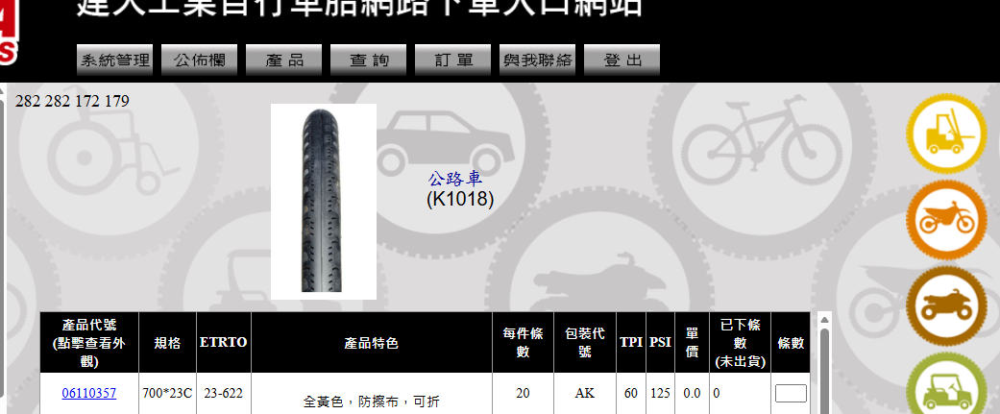 建大工業自行車胎網路下單入口網站
系統管理 公佈欄 產品 查詢 訂單 與我聯絡 登出
282 282 172 179
公路車
(K1018)
產品代號
(點擊查看外
觀)
規格
ETRTO
產品特色
每件條
數
包裝代
號
TPI
PSI
單
價
已下條
數
(未出貨)
條數
06110357 700*23C 23-622 全黃色，防擦布，可折 20 AK 60 125 0.0 0